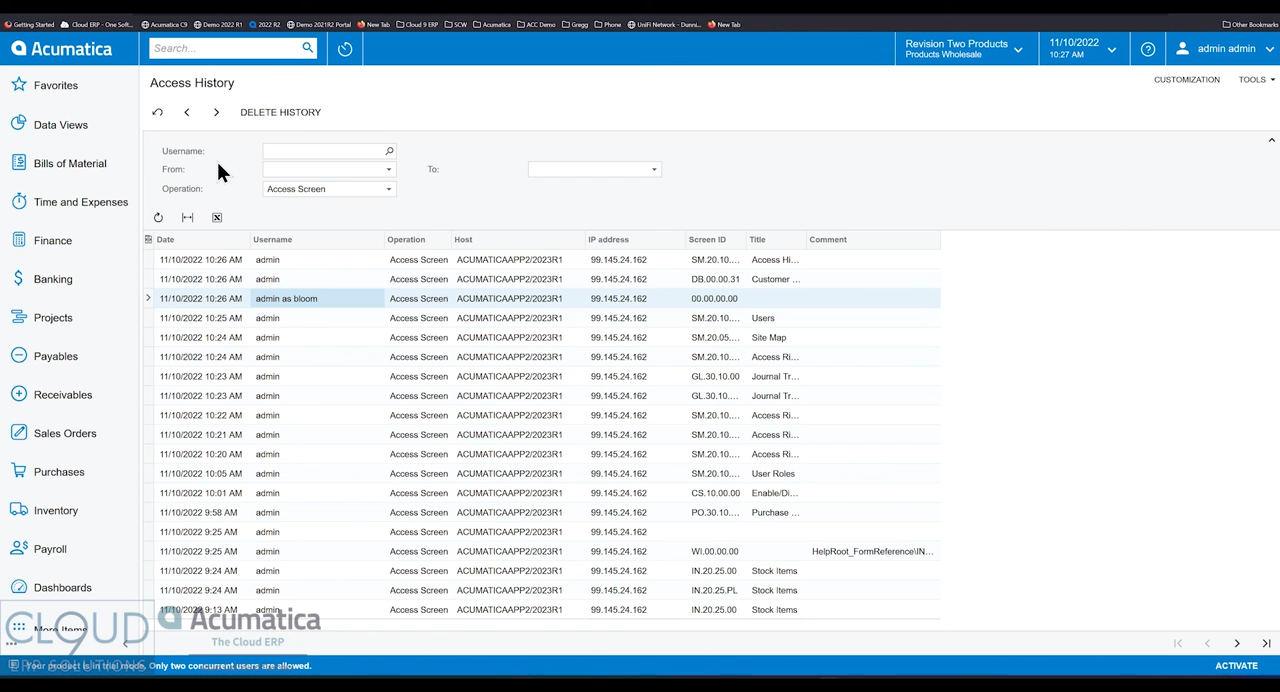 Getting Started Cloud ERP - One Soft... Acumatica C9 Demo 2022 R1 2022 R2 Demo 2021R2 Portal New Tab Cloud 9 ERP SCW Acumatica ACC Demo Gregg Phone UniFi Network - Dunni... New Tab Other Bookmarks
Acumatica Search... Revision Two Products Products Wholesale 11/10/2022 10:27 AM admin admin
Access History CUSTOMIZATION TOOLS
DELETE HISTORY
Favorites
Data Views
Bills of Material
Time and Expenses
Finance
Banking
Projects
Payables
Receivables
Sales Orders
Purchases
Inventory
Payroll
Dashboards
More Items
Username:
From: To:
Operation: Access Screen
Date Username Operation Host IP address Screen ID Title Comment
11/10/2022 10:26 AM admin Access Screen ACUMATICAAPP2/2023R1 99.145.24.162 SM.20.10.... Access Hi...
11/10/2022 10:26 AM admin Access Screen ACUMATICAAPP2/2023R1 99.145.24.162 DB.00.00.31 Customer ...
11/10/2022 10:26 AM admin as bloom Access Screen ACUMATICAAPP2/2023R1 99.145.24.162 00.00.00.00
11/10/2022 10:25 AM admin Access Screen ACUMATICAAPP2/2023R1 99.145.24.162 SM.20.10.... Users
11/10/2022 10:24 AM admin Access Screen ACUMATICAAPP2/2023R1 99.145.24.162 SM.20.05.... Site Map
11/10/2022 10:24 AM admin Access Screen ACUMATICAAPP2/2023R1 99.145.24.162 SM.20.10.... Access Ri...
11/10/2022 10:23 AM admin Access Screen ACUMATICAAPP2/2023R1 99.145.24.162 GL.30.10.00 Journal Tr...
11/10/2022 10:23 AM admin Access Screen ACUMATICAAPP2/2023R1 99.145.24.162 GL.30.10.... Journal Tr...
11/10/2022 10:22 AM admin Access Screen ACUMATICAAPP2/2023R1 99.145.24.162 SM.20.10.... Access Ri...
11/10/2022 10:21 AM admin Access Screen ACUMATICAAPP2/2023R1 99.145.24.162 SM.20.10.... Access Ri...
11/10/2022 10:20 AM admin Access Screen ACUMATICAAPP2/2023R1 99.145.24.162 SM.20.10.... Access Ri...
11/10/2022 10:05 AM admin Access Screen ACUMATICAAPP2/2023R1 99.145.24.162 SM.20.10.... User Roles
11/10/2022 10:01 AM admin Access Screen ACUMATICAAPP2/2023R1 99.145.24.162 CS.10.00.00 Enable/Di...
11/10/2022 9:58 AM admin Access Screen ACUMATICAAPP2/2023R1 99.145.24.162 PO.30.10.... Purchase ...
11/10/2022 9:25 AM admin Access Screen ACUMATICAAPP2/2023R1 99.145.24.162
11/10/2022 9:25 AM admin Access Screen ACUMATICAAPP2/2023R1 99.145.24.162 WI.00.00.00 HelpRoot_FormReference\IN...
11/10/2022 9:24 AM admin Access Screen ACUMATICAAPP2/2023R1 99.145.24.162 IN.20.25.00 Stock Items
11/10/2022 9:24 AM admin Access Screen ACUMATICAAPP2/2023R1 99.145.24.162 IN.20.25.PL Stock Items
11/10/2022 9:13 AM admin Access Screen ACUMATICAAPP2/2023R1 99.145.24.162 IN.20.25.00 Stock Items
CLOUD 9
ERP SOLUTIONS
Acumatica
The Cloud ERP
Your product is in trial mode. Only two concurrent users are allowed. ACTIVATE